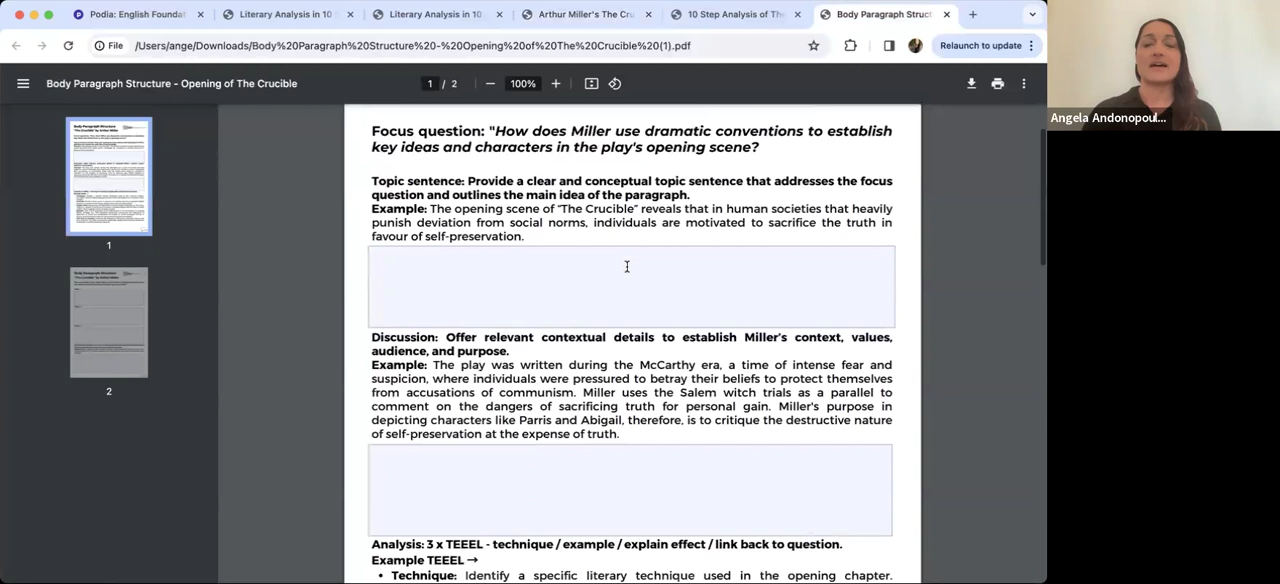 Podia: English Foundat
Literary Analysis in 10
Literary Analysis in 10
Arthur Miller's The Cru
10 Step Analysis of The
Body Paragraph Struct
File
/Users/ange/Downloads/Body%20Paragraph%20Structure%20-%20Opening%20of%20The%20Crucible%20(1).pdf
Relaunch to update
Body Paragraph Structure - Opening of The Crucible
1 / 2
100%
Angela Andonopoul...
1
2
Focus question: "How does Miller use dramatic conventions to establish
key ideas and characters in the play's opening scene?
Topic sentence: Provide a clear and conceptual topic sentence that addresses the focus
question and outlines the main idea of the paragraph.
Example: The opening scene of "The Crucible" reveals that in human societies that heavily
punish deviation from social norms, individuals are motivated to sacrifice the truth in
favour of self-preservation.
Discussion: Offer relevant contextual details to establish Miller's context, values,
audience, and purpose.
Example: The play was written during the McCarthy era, a time of intense fear and
suspicion, where individuals were pressured to betray their beliefs to protect themselves
from accusations of communism. Miller uses the Salem witch trials as a parallel to
comment on the dangers of sacrificing truth for personal gain. Miller's purpose in
depicting characters like Parris and Abigail, therefore, is to critique the destructive nature
of self-preservation at the expense of truth.
Analysis: 3 x TEEEL - technique / example / explain effect / link back to question.
Example TEEEL →
• Technique: Identify a specific literary technique used in the opening chapter.